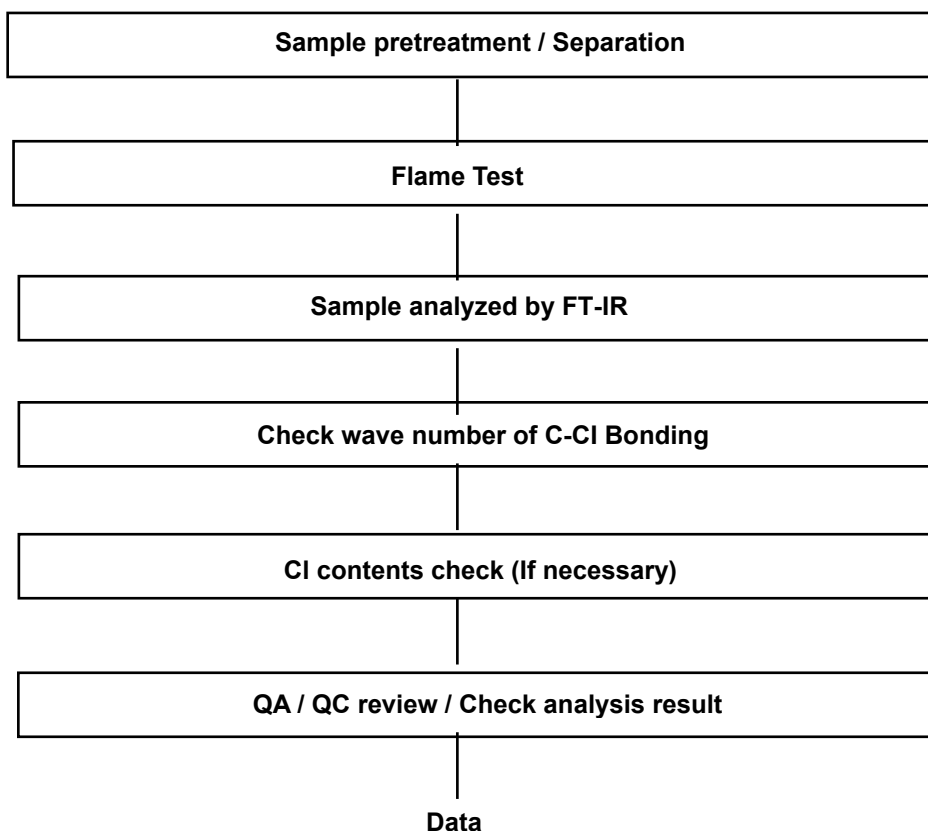 Sample pretreatment / Separation
Flame Test
Sample analyzed by FT-IR
Check wave number of C-Cl Bonding
Cl contents check (If necessary)
QA / QC review / Check analysis result
Data